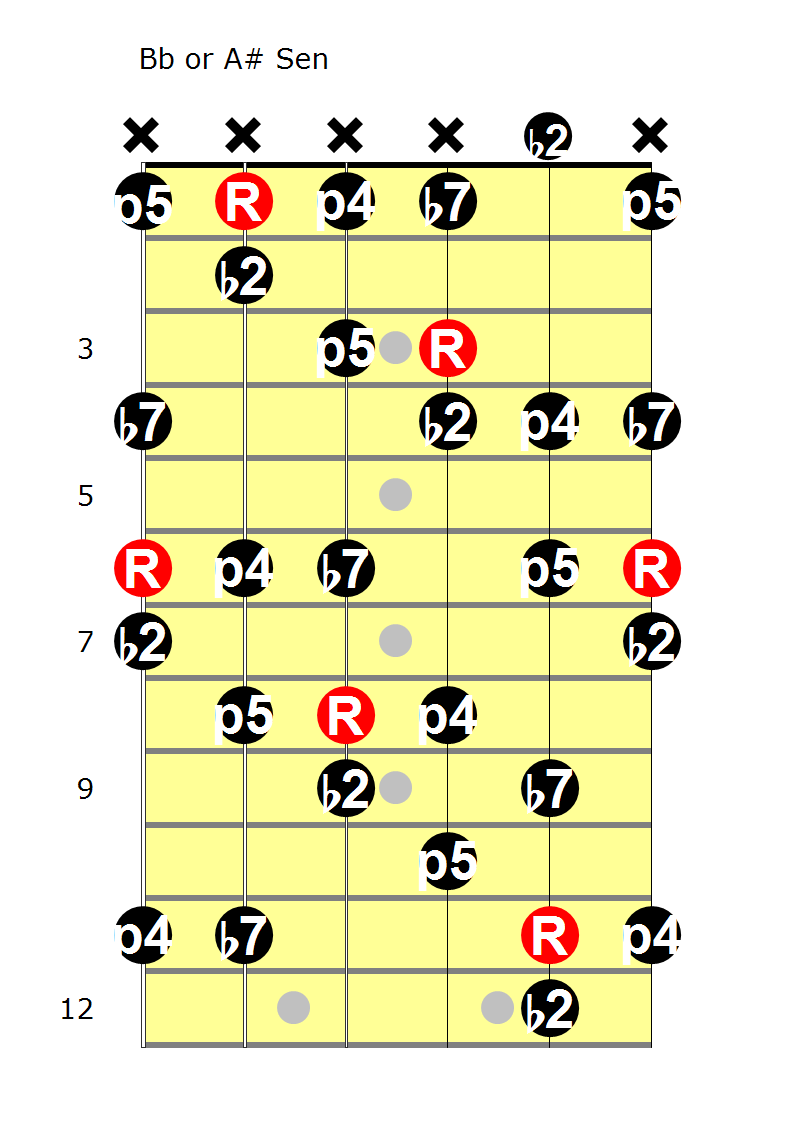 Bb or A# Sen
× × × × ♭2 ×
p5 R p4 ♭7 p5
♭2
3 p5 R
♭7 ♭2 p4 ♭7
5
R p4 ♭7 p5 R
7 ♭2 ♭2
p5 R p4
9 ♭2 ♭7
p5
p4 ♭7 R p4
12 ♭2